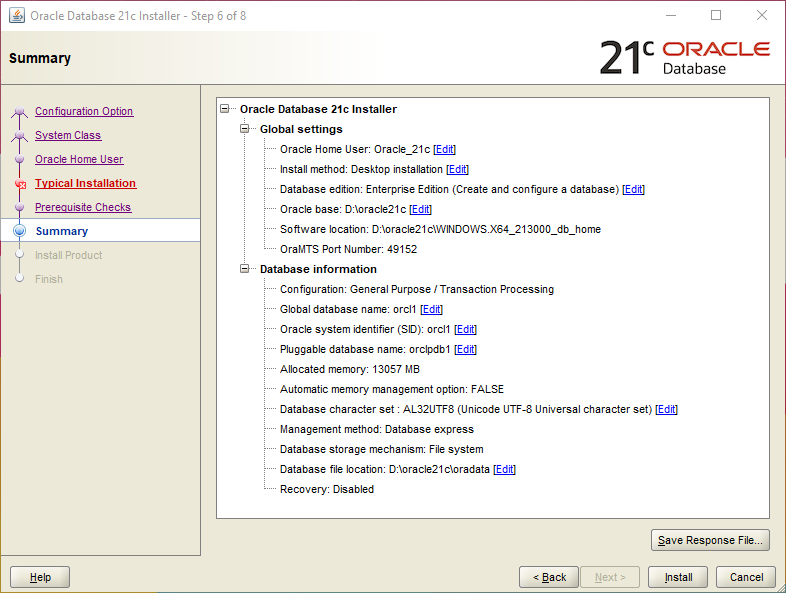 Oracle Database 21c Installer - Step 6 of 8
Summary
21c ORACLE
Database
Configuration Option
System Class
Oracle Home User
Typical Installation
Prerequisite Checks
Summary
Install Product
Finish
Oracle Database 21c Installer
Global settings
Oracle Home User: Oracle_21c [Edit]
Install method: Desktop installation [Edit]
Database edition: Enterprise Edition (Create and configure a database) [Edit]
Oracle base: D:\oracle21c [Edit]
Software location: D:\oracle21c\WINDOWS.X64_213000_db_home
OraMTS Port Number: 49152
Database information
Configuration: General Purpose / Transaction Processing
Global database name: orcl1 [Edit]
Oracle system identifier (SID): orcl1 [Edit]
Pluggable database name: orclpdb1 [Edit]
Allocated memory: 13057 MB
Automatic memory management option: FALSE
Database character set : AL32UTF8 (Unicode UTF-8 Universal character set) [Edit]
Management method: Database express
Database storage mechanism: File system
Database file location: D:\oracle21c\oradata [Edit]
Recovery: Disabled
Save Response File...
Help
< Back
Next >
Install
Cancel